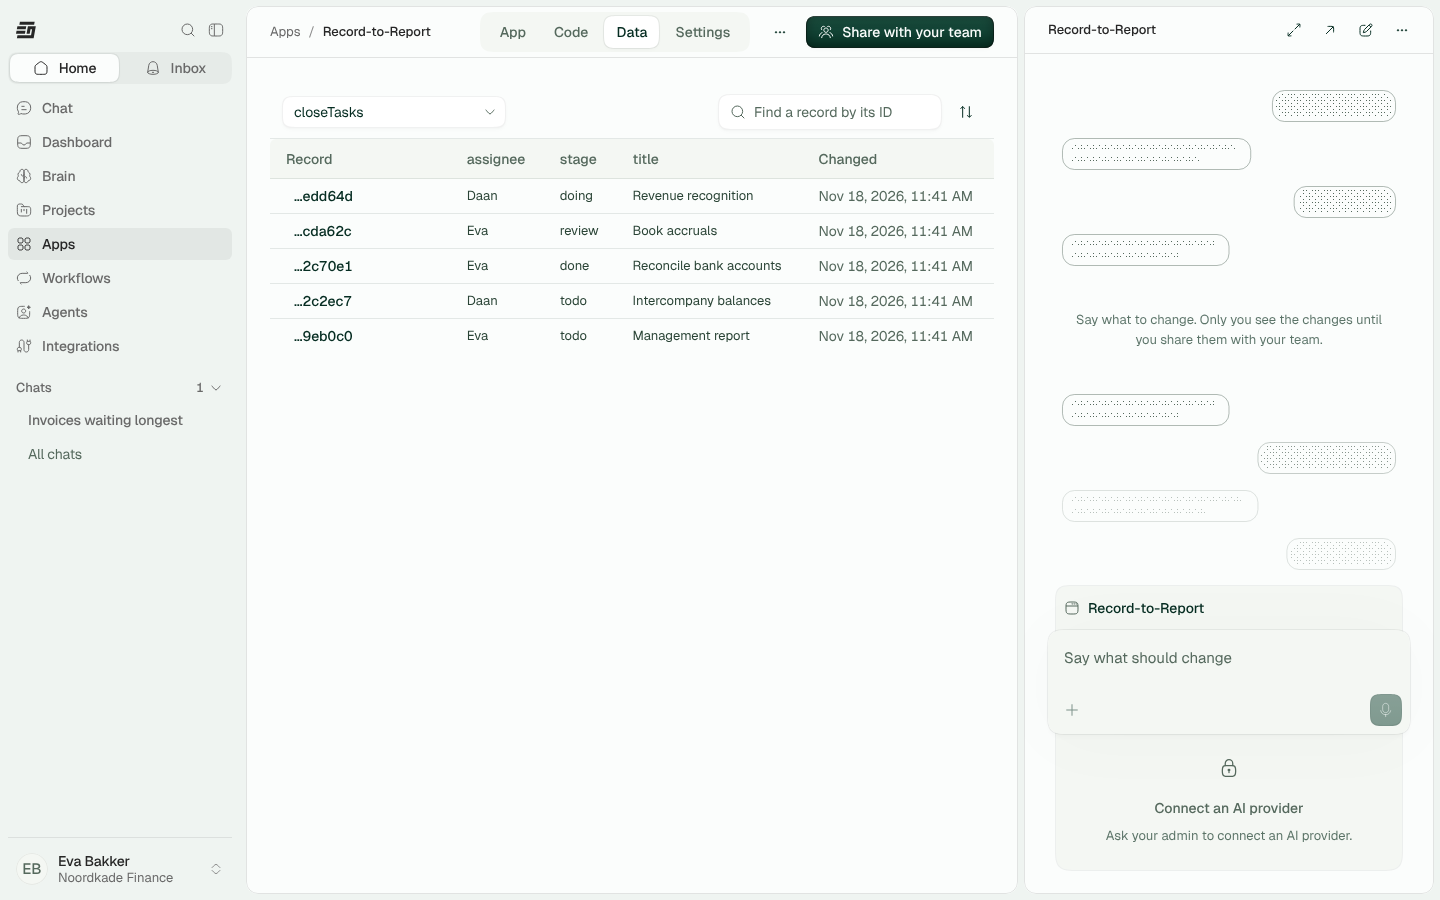 Home
Inbox
Chat
Dashboard
Brain
Projects
Apps
Workflows
Agents
Integrations
Chats 1
Invoices waiting longest
All chats
EB
Eva Bakker
Noordkade Finance
Apps / Record-to-Report
App
Code
Data
Settings
Share with your team
closeTasks
Find a record by its ID
Record assignee stage title Changed
...edd64d Daan doing Revenue recognition Nov 18, 2026, 11:41 AM
...cda62c Eva review Book accruals Nov 18, 2026, 11:41 AM
...2c70e1 Eva done Reconcile bank accounts Nov 18, 2026, 11:41 AM
...2c2ec7 Daan todo Intercompany balances Nov 18, 2026, 11:41 AM
...9eb0c0 Eva todo Management report Nov 18, 2026, 11:41 AM
Record-to-Report
Say what to change. Only you see the changes until
you share them with your team.
Record-to-Report
Say what should change
Connect an AI provider
Ask your admin to connect an AI provider.